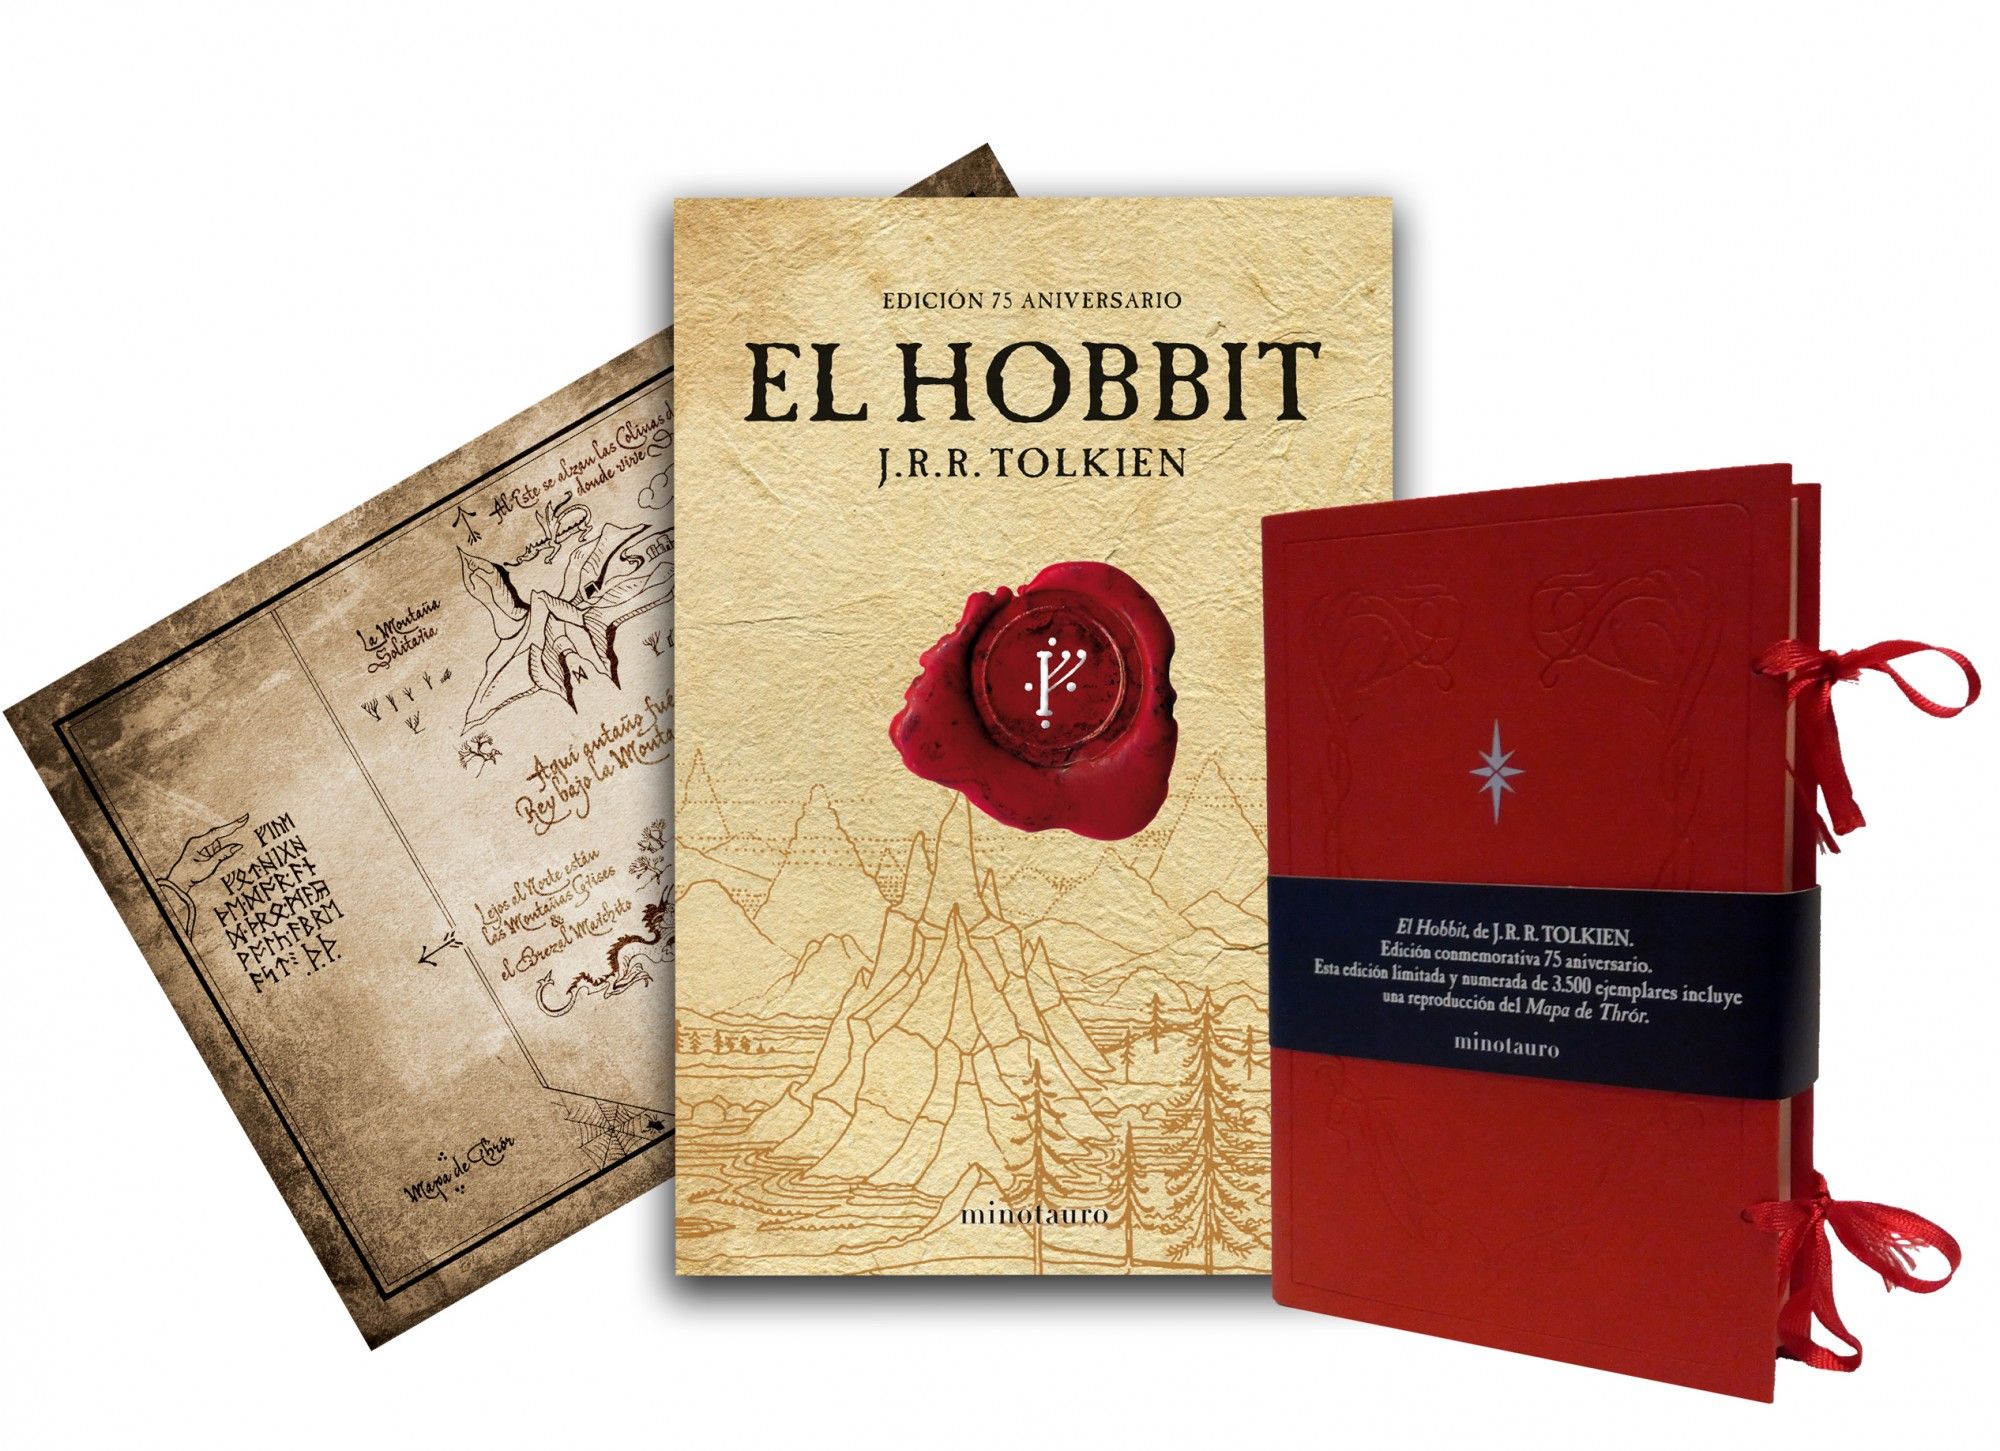 Al Este se alzan las Colinas d
donde vive
La Montaña
Solitaria
Aquí antaño fué
Rey bajo la Monta
Lejos al Norte están
las Montañas Grises
&
el Brezal Marchito
Mapa de Thrór
EDICIÓN 75 ANIVERSARIO
EL HOBBIT
J.R.R. TOLKIEN
minotauro
El Hobbit, de J. R. R. TOLKIEN.
Edición conmemorativa 75 aniversario.
Esta edición limitada y numerada de 3.500 ejemplares incluye
una reproducción del Mapa de Thrór.
minotauro